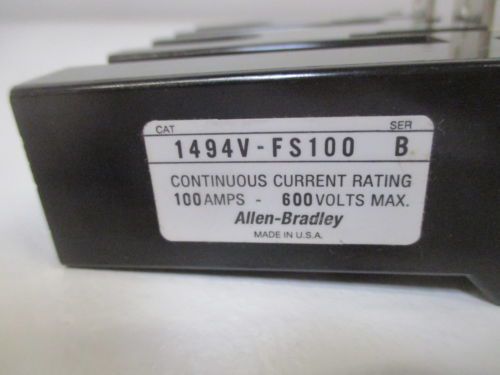 CAT SER
1494V-FS100 B
CONTINUOUS CURRENT RATING
100 AMPS - 600 VOLTS MAX.
Allen-Bradley
MADE IN U.S.A.